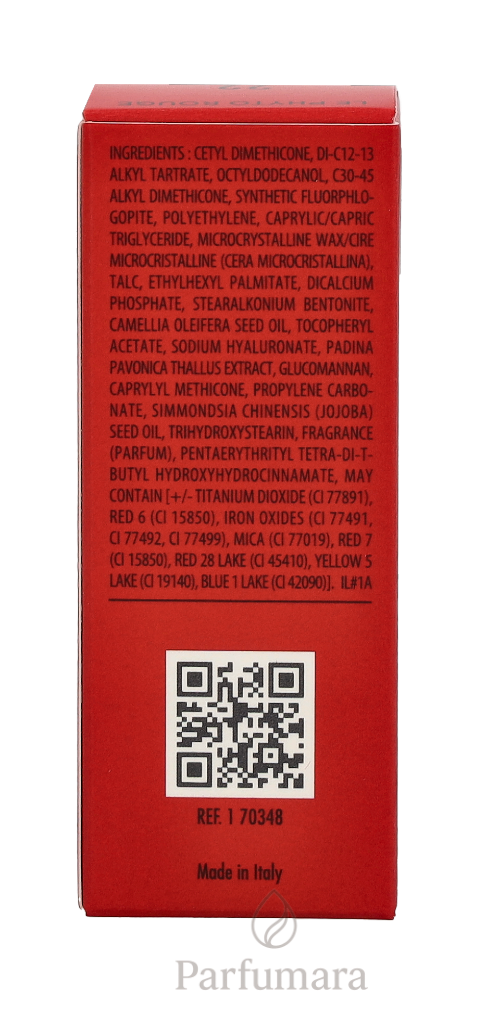 LE PHYTO ROUGE
INGREDIENTS : CETYL DIMETHICONE, DI-C12-13
ALKYL TARTRATE, OCTYLDODECANOL, C30-45
ALKYL DIMETHICONE, SYNTHETIC FLUORPHLO-
GOPITE, POLYETHYLENE, CAPRYLIC/CAPRIC
TRIGLYCERIDE, MICROCRYSTALLINE WAX/CIRE
MICROCRISTALLINE (CERA MICROCRISTALLINA),
TALC, ETHYLHEXYL PALMITATE, DICALCIUM
PHOSPHATE, STEARALKONIUM BENTONITE,
CAMELLIA OLEIFERA SEED OIL, TOCOPHERYL
ACETATE, SODIUM HYALURONATE, PADINA
PAVONICA THALLUS EXTRACT, GLUCOMANNAN,
CAPRYLYL METHICONE, PROPYLENE CARBO-
NATE, SIMMONDSIA CHINENSIS (JOJOBA)
SEED OIL, TRIHYDROXYSTEARIN, FRAGRANCE
(PARFUM), PENTAERYTHRITYL TETRA-DI-T-
BUTYL HYDROXYHYDROCINNAMATE, MAY
CONTAIN [+/- TITANIUM DIOXIDE (CI 77891),
RED 6 (CI 15850), IRON OXIDES (CI 77491,
CI 77492, CI 77499), MICA (CI 77019), RED 7
(CI 15850), RED 28 LAKE (CI 45410), YELLOW 5
LAKE (CI 19140), BLUE 1 LAKE (CI 42090)]. IL#1A
REF. 1 70348
Made in Italy
Parfumara